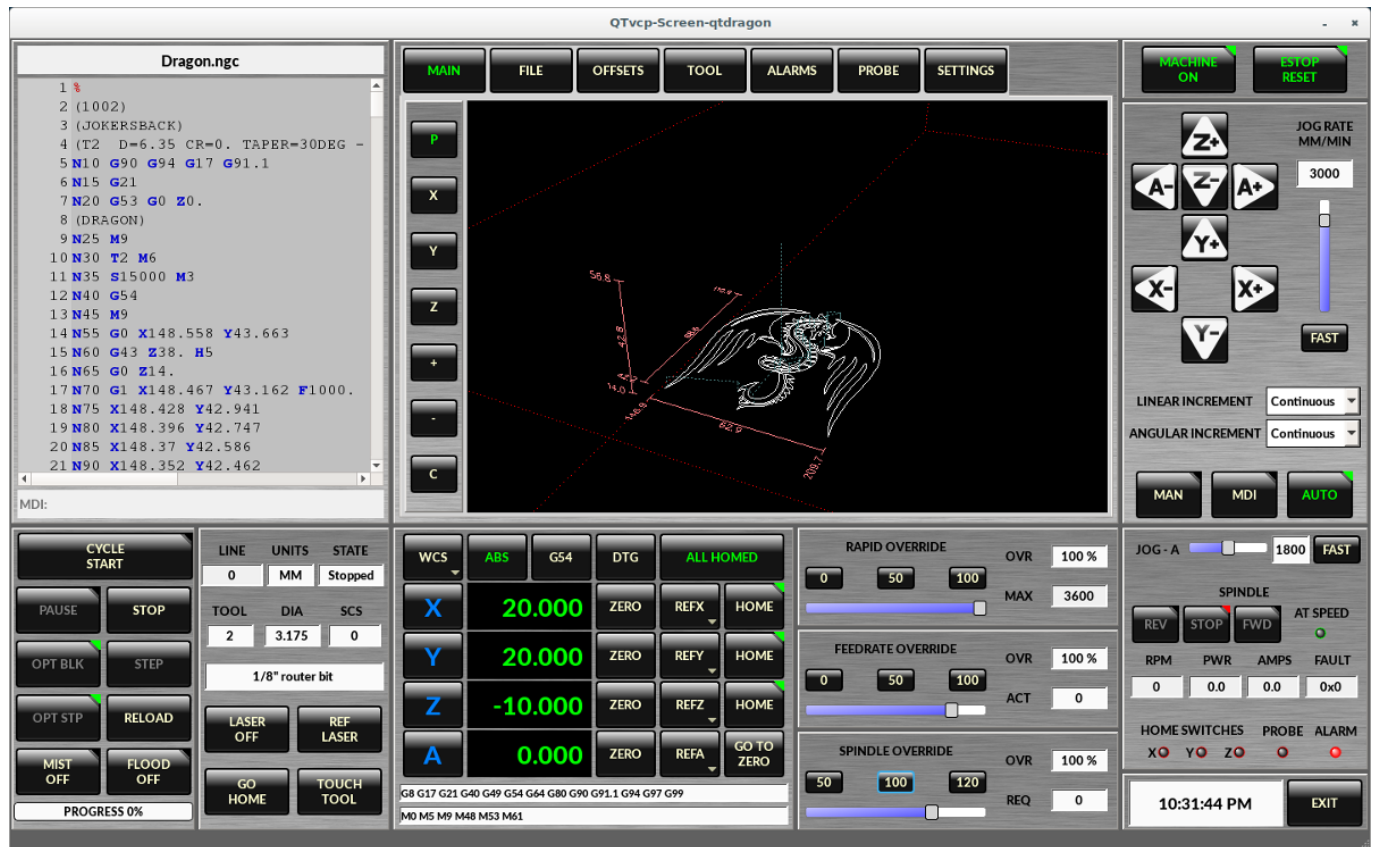 QTvcp-Screen-qtdragon
Dragon.ngc
1 %
2 (1002)
3 (JOKERSBACK)
4 (T2 D=6.35 CR=0. TAPER=30DEG -
5 N10 G90 G94 G17 G91.1
6 N15 G21
7 N20 G53 G0 Z0.
8 (DRAGON)
9 N25 M9
10 N30 T2 M6
11 N35 S15000 M3
12 N40 G54
13 N45 M9
14 N55 G0 X148.558 Y43.663
15 N60 G43 Z38. H5
16 N65 G0 Z14.
17 N70 G1 X148.467 Y43.162 F1000.
18 N75 X148.428 Y42.941
19 N80 X148.396 Y42.747
20 N85 X148.37 Y42.586
21 N90 X148.352 Y42.462
MDI:
MAIN FILE OFFSETS TOOL ALARMS PROBE SETTINGS
P
X
Y
Z
+
-
C
56.8
42.8
14.0
146.9
62.9
209.7
MACHINE ON
ESTOP RESET
Z+
A- Z- A+
Y+
X- X+
Y-
JOG RATE
MM/MIN
3000
FAST
LINEAR INCREMENT Continuous
ANGULAR INCREMENT Continuous
MAN MDI AUTO
CYCLE
START
PAUSE STOP
OPT BLK STEP
OPT STP RELOAD
MIST
OFF
FLOOD
OFF
PROGRESS 0%
LINE UNITS STATE
0 MM Stopped
TOOL DIA SCS
2 3.175 0
1/8" router bit
LASER
OFF
REF
LASER
GO
HOME
TOUCH
TOOL
WCS ABS G54 DTG ALL HOMED
X 20.000 ZERO REFX HOME
Y 20.000 ZERO REFY HOME
Z -10.000 ZERO REFZ HOME
A 0.000 ZERO REFA GO TO ZERO
G8 G17 G21 G40 G49 G54 G64 G80 G90 G91.1 G94 G97 G99
M0 M5 M9 M48 M53 M61
RAPID OVERRIDE OVR 100 %
0 50 100
MAX 3600
FEEDRATE OVERRIDE OVR 100 %
0 50 100
ACT 0
SPINDLE OVERRIDE OVR 100 %
50 100 120
REQ 0
JOG - A 1800 FAST
SPINDLE
REV STOP FWD AT SPEED
RPM PWR AMPS FAULT
0 0.0 0.0 0x0
HOME SWITCHES PROBE ALARM
X Y Z
10:31:44 PM EXIT